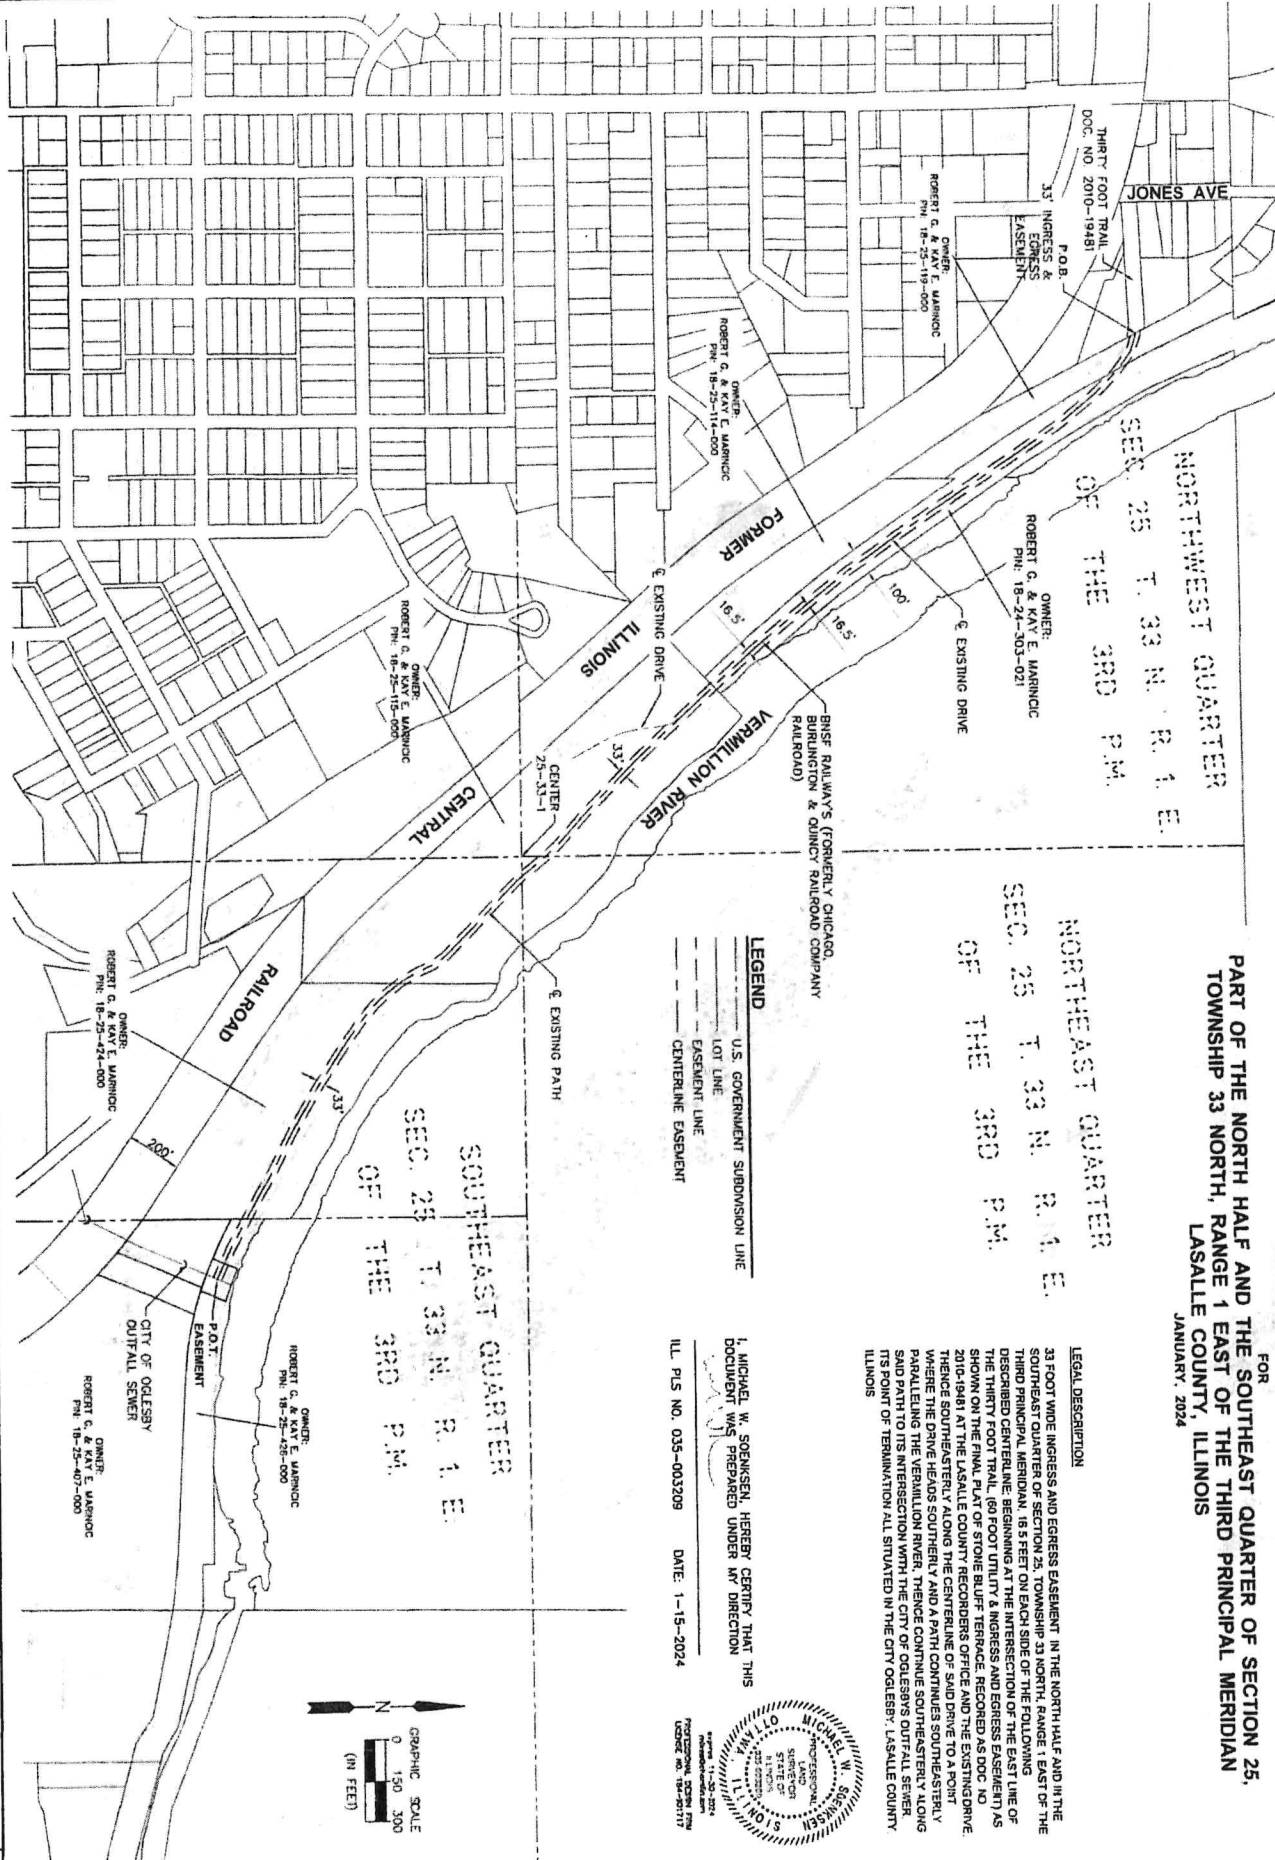 FOR
PART OF THE NORTH HALF AND THE SOUTHEAST QUARTER OF SECTION 25,
TOWNSHIP 33 NORTH, RANGE 1 EAST OF THE THIRD PRINCIPAL MERIDIAN
LASALLE COUNTY, ILLINOIS
JANUARY, 2024
JONES AVE
THIRTY FOOT TRAIL
DOC. NO. 2010-19481
P.O.B.
33' INGRESS &
EGRESS
EASEMENT
OWNER:
ROBERT G. & KAY E. MARINCIC
PIN: 18-25-119-000
NORTHWEST QUARTER
SEC. 25 T. 33 N. R. 1. E.
OF THE 3RD P.M.
OWNER:
ROBERT G. & KAY E. MARINCIC
PIN: 18-24-303-021
OWNER:
ROBERT G. & KAY E. MARINCIC
PIN: 18-25-114-000
FORMER
ILLINOIS
CENTRAL
RAILROAD
100'
16.5'
16.5'
℄ EXISTING DRIVE
℄ EXISTING DRIVE
VERMILLION RIVER
BNSF RAILWAY'S (FORMERLY CHICAGO,
BURLINGTON & QUINCY RAILROAD COMPANY
RAILROAD)
33'
CENTER
25-33-1
OWNER:
ROBERT G. & KAY E. MARINCIC
PIN: 18-25-115-000
NORTHEAST QUARTER
SEC. 25 T. 33 N. R. 1. E.
OF THE 3RD P.M.
LEGEND
U.S. GOVERNMENT SUBDIVISION LINE
LOT LINE
EASEMENT LINE
CENTERLINE EASEMENT
℄ EXISTING PATH
33'
200'
OWNER:
ROBERT G. & KAY E. MARINCIC
PIN: 18-25-424-000
SOUTHEAST QUARTER
SEC. 25 T. 33 N. R. 1. E.
OF THE 3RD P.M.
P.O.T.
EASEMENT
CITY OF OGLESBY
OUTFALL SEWER
OWNER:
ROBERT G. & KAY E. MARINCIC
PIN: 18-25-426-000
OWNER:
ROBERT G. & KAY E. MARINCIC
PIN: 18-25-407-000
LEGAL DESCRIPTION
33 FOOT WIDE INGRESS AND EGRESS EASEMENT IN THE NORTH HALF AND IN THE
SOUTHEAST QUARTER OF SECTION 25, TOWNSHIP 33 NORTH, RANGE 1 EAST OF THE
THIRD PRINCIPAL MERIDIAN, 16.5 FEET ON EACH SIDE OF THE FOLLOWING
DESCRIBED CENTERLINE: BEGINNING AT THE INTERSECTION OF THE EAST LINE OF
THE THIRTY FOOT TRAIL, (60 FOOT UTILITY & INGRESS AND EGRESS EASEMENT) AS
SHOWN ON THE FINAL PLAT OF STONE BLUFF TERRACE, RECORED AS DOC. NO
2010-19481 AT THE LASALLE COUNTY RECORDERS OFFICE AND THE EXISTING DRIVE.
THENCE SOUTHEASTERLY ALONG THE CENTERLINE OF SAID DRIVE TO A POINT
WHERE THE DRIVE HEADS SOUTHERLY AND A PATH CONTINUES SOUTHEASTERLY
PARALLELING THE VERMILLION RIVER, THENCE CONTINUE SOUTHEASTERLY ALONG
SAID PATH TO ITS INTERSECTION WITH THE CITY OF OGLESBYS OUTFALL SEWER.
ITS POINT OF TERMINATION ALL SITUATED IN THE CITY OGLESBY, LASALLE COUNTY,
ILLINOIS
I, MICHAEL W. SOENKSEN, HEREBY CERTIFY THAT THIS
DOCUMENT WAS PREPARED UNDER MY DIRECTION
ILL. PLS NO. 035-003209 DATE: 1-15-2024
MICHAEL W. SOENKSEN
PROFESSIONAL
LAND
SURVEYOR
STATE OF
ILLINOIS
ILLINOIS
expires 11-30-2024
PROFESSIONAL DESIGN FIRM
N
GRAPHIC SCALE
0 150 300
(IN FEET)